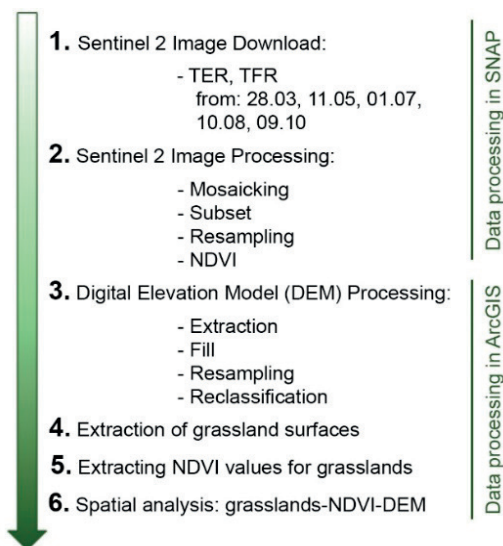 1. Sentinel 2 Image Download:
- TER, TFR
from: 28.03, 11.05, 01.07,
10.08, 09.10
2. Sentinel 2 Image Processing:
- Mosaicking
- Subset
- Resampling
- NDVI
Data processing in SNAP
3. Digital Elevation Model (DEM) Processing:
- Extraction
- Fill
- Resampling
- Reclassification
4. Extraction of grassland surfaces
5. Extracting NDVI values for grasslands
6. Spatial analysis: grasslands-NDVI-DEM
Data processing in ArcGIS